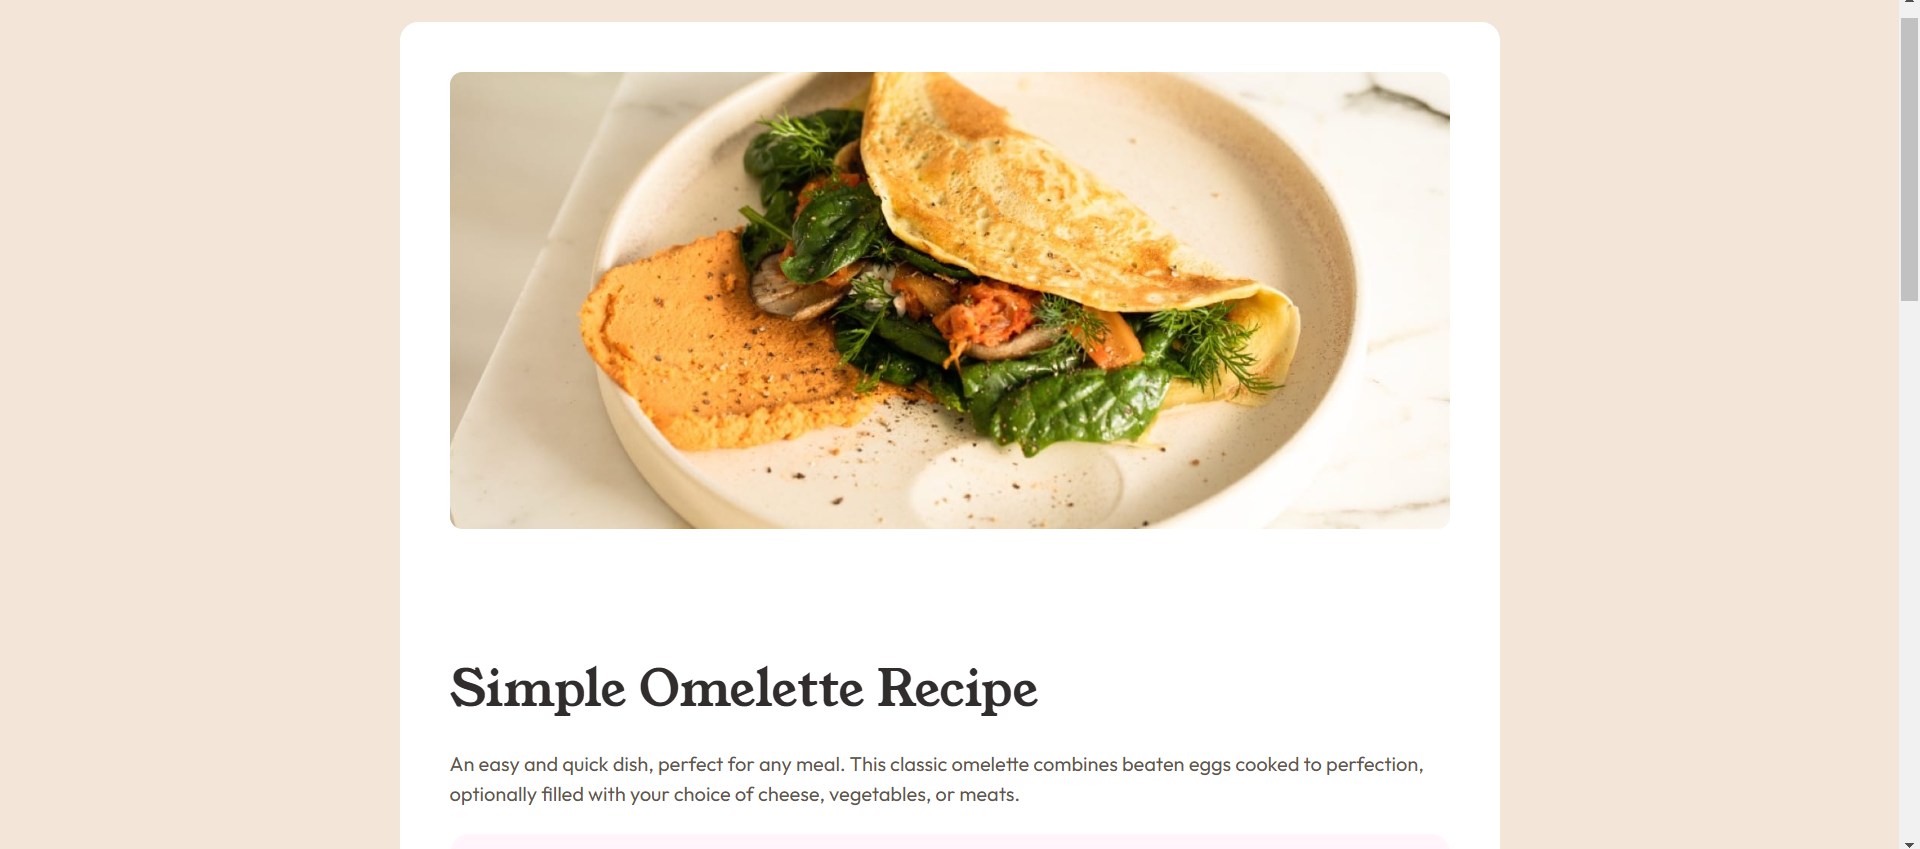 Simple Omelette Recipe
An easy and quick dish, perfect for any meal. This classic omelette combines beaten eggs cooked to perfection,
optionally filled with your choice of cheese, vegetables, or meats.